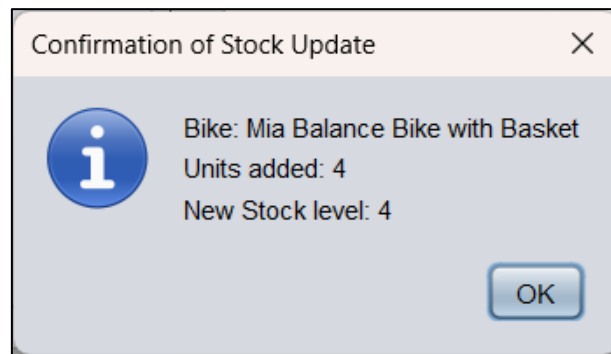 Confirmation of Stock Update
Bike: Mia Balance Bike with Basket
Units added: 4
New Stock level: 4
OK